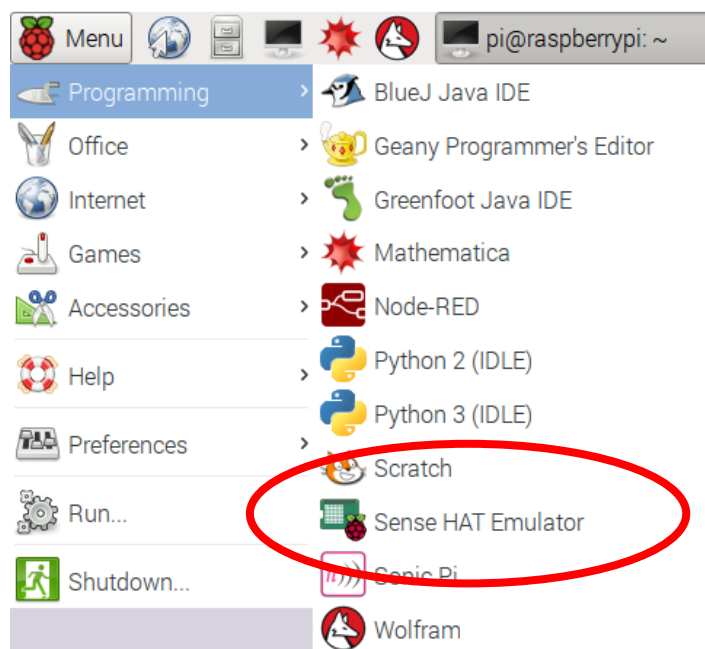 Menu
pi@raspberrypi: ~
Programming
Office
Internet
Games
Accessories
Help
Preferences
Run...
Shutdown...
BlueJ Java IDE
Geany Programmer's Editor
Greenfoot Java IDE
Mathematica
Node-RED
Python 2 (IDLE)
Python 3 (IDLE)
Scratch
Sense HAT Emulator
Sonic Pi
Wolfram